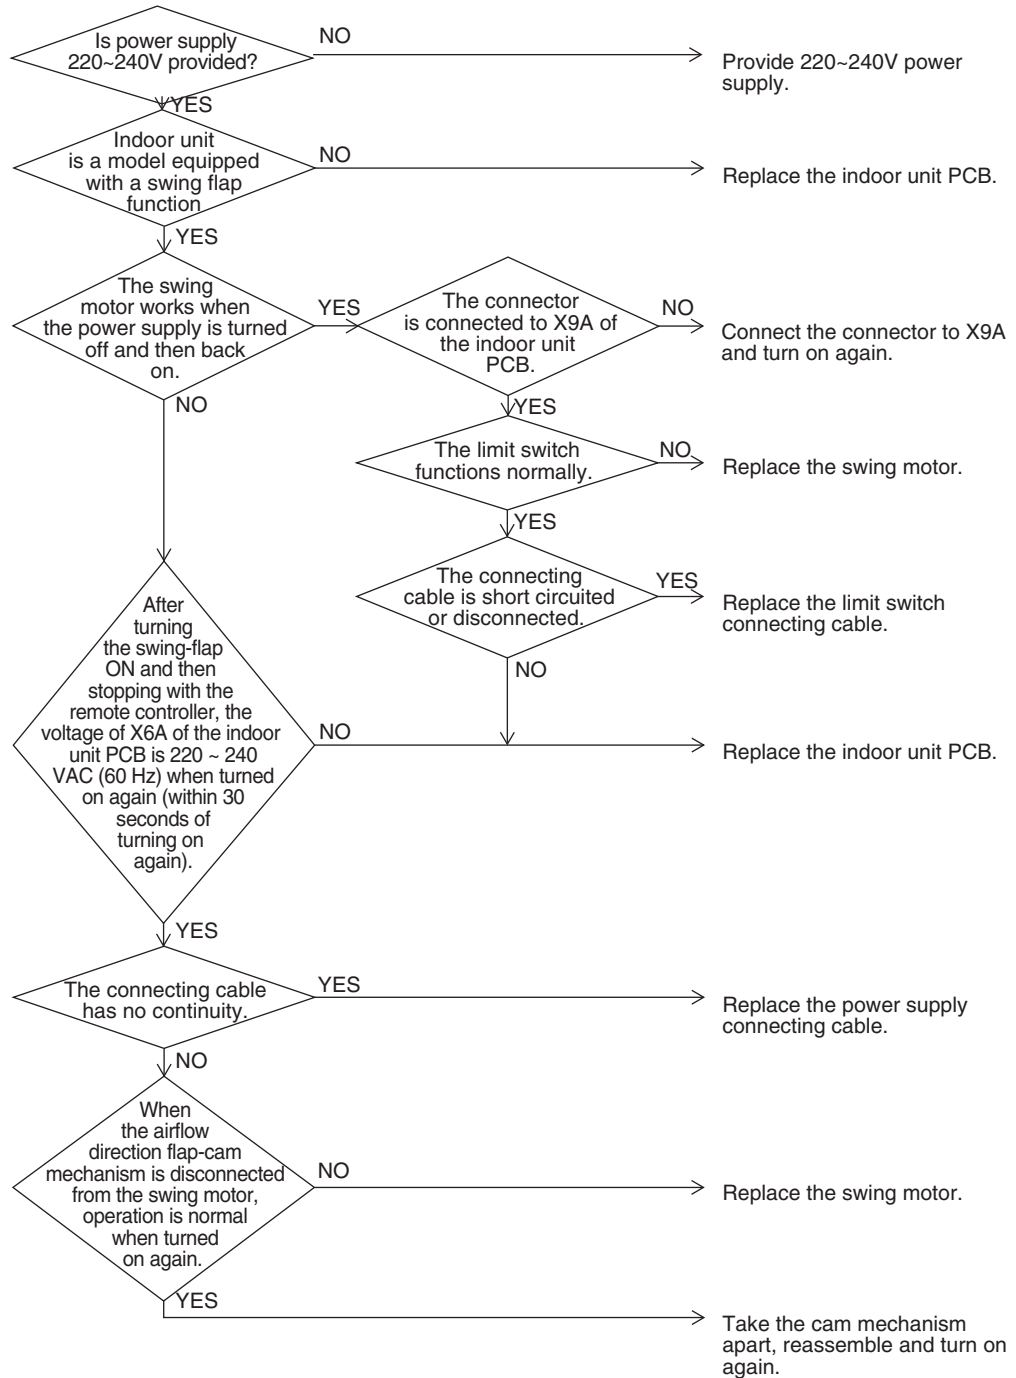 Is power supply
220~240V provided?
NO
Provide 220~240V power
supply.
YES
Indoor unit
is a model equipped
with a swing flap
function
NO
Replace the indoor unit PCB.
YES
The swing
motor works when
the power supply is turned
off and then back
on.
YES
The connector
is connected to X9A of
the indoor unit
PCB.
NO
Connect the connector to X9A
and turn on again.
NO
YES
The limit switch
functions normally.
NO
Replace the swing motor.
YES
The connecting
cable is short circuited
or disconnected.
YES
Replace the limit switch
connecting cable.
NO
After
turning
the swing-flap
ON and then
stopping with the
remote controller, the
voltage of X6A of the indoor
unit PCB is 220 ~ 240
VAC (60 Hz) when turned
on again (within 30
seconds of
turning on
again).
NO
Replace the indoor unit PCB.
YES
The connecting cable
has no continuity.
YES
Replace the power supply
connecting cable.
NO
When
the airflow
direction flap-cam
mechanism is disconnected
from the swing motor,
operation is normal
when turned
on again.
NO
Replace the swing motor.
YES
Take the cam mechanism
apart, reassemble and turn on
again.